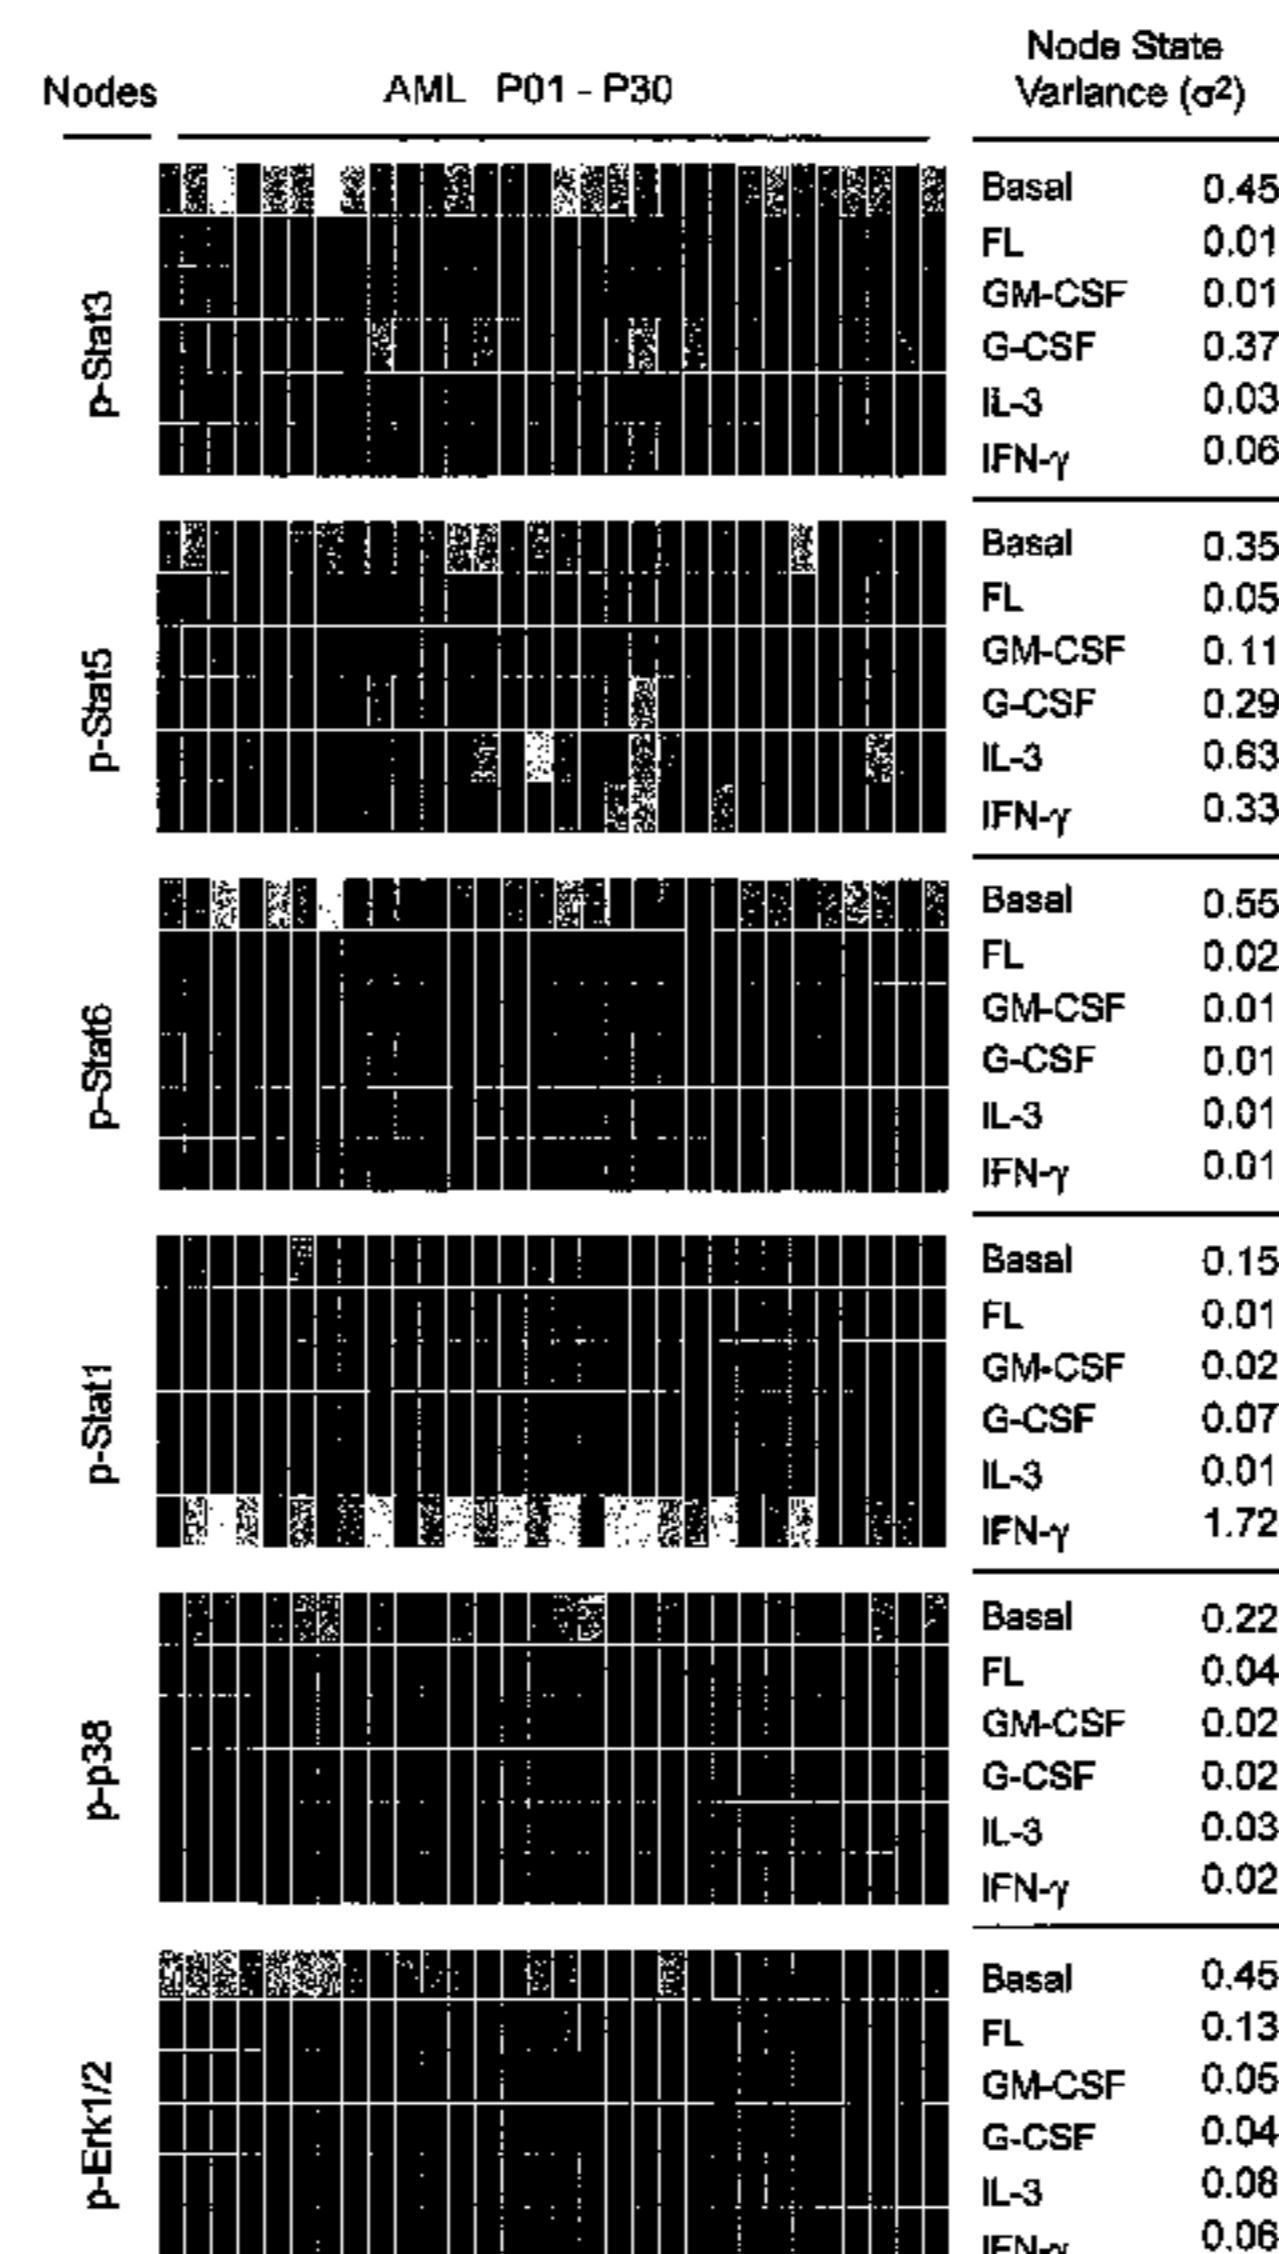 Node State
Nodes AML P01 - P30 Variance (σ²)
p-Stat3
Basal 0.45
FL 0.01
GM-CSF 0.01
G-CSF 0.37
IL-3 0.03
IFN-γ 0.06
p-Stat5
Basal 0.35
FL 0.05
GM-CSF 0.11
G-CSF 0.29
IL-3 0.63
IFN-γ 0.33
p-Stat6
Basal 0.55
FL 0.02
GM-CSF 0.01
G-CSF 0.01
IL-3 0.01
IFN-γ 0.01
p-Stat1
Basal 0.15
FL 0.01
GM-CSF 0.02
G-CSF 0.07
IL-3 0.01
IFN-γ 1.72
p-p38
Basal 0.22
FL 0.04
GM-CSF 0.02
G-CSF 0.02
IL-3 0.03
IFN-γ 0.02
p-Erk1/2
Basal 0.45
FL 0.13
GM-CSF 0.05
G-CSF 0.04
IL-3 0.08
IFN-γ 0.06